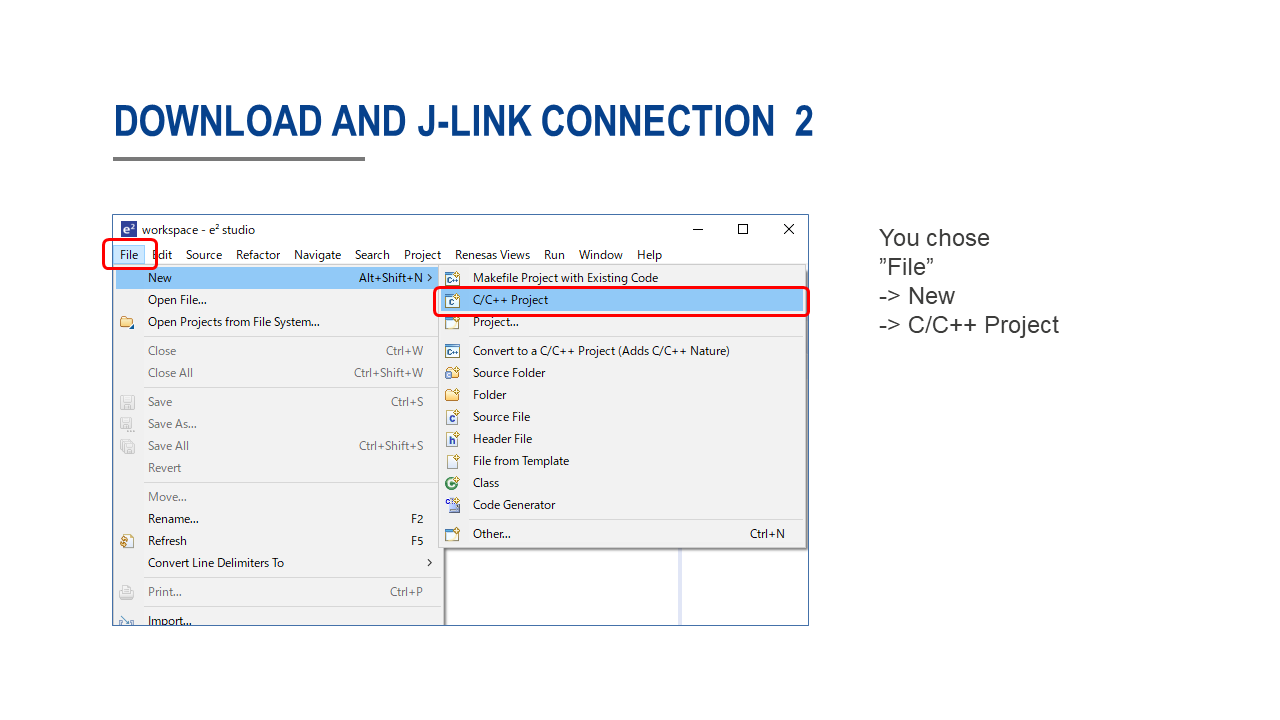 DOWNLOAD AND J-LINK CONNECTION 2
workspace - e² studio
File Edit Source Refactor Navigate Search Project Renesas Views Run Window Help
New Alt+Shift+N
Open File...
Open Projects from File System...
Close Ctrl+W
Close All Ctrl+Shift+W
Save Ctrl+S
Save As...
Save All Ctrl+Shift+S
Revert
Move...
Rename... F2
Refresh F5
Convert Line Delimiters To
Print... Ctrl+P
Import...
Makefile Project with Existing Code
C/C++ Project
Project...
Convert to a C/C++ Project (Adds C/C++ Nature)
Source Folder
Folder
Source File
Header File
File from Template
Class
Code Generator
Other... Ctrl+N
You chose
”File”
-> New
-> C/C++ Project